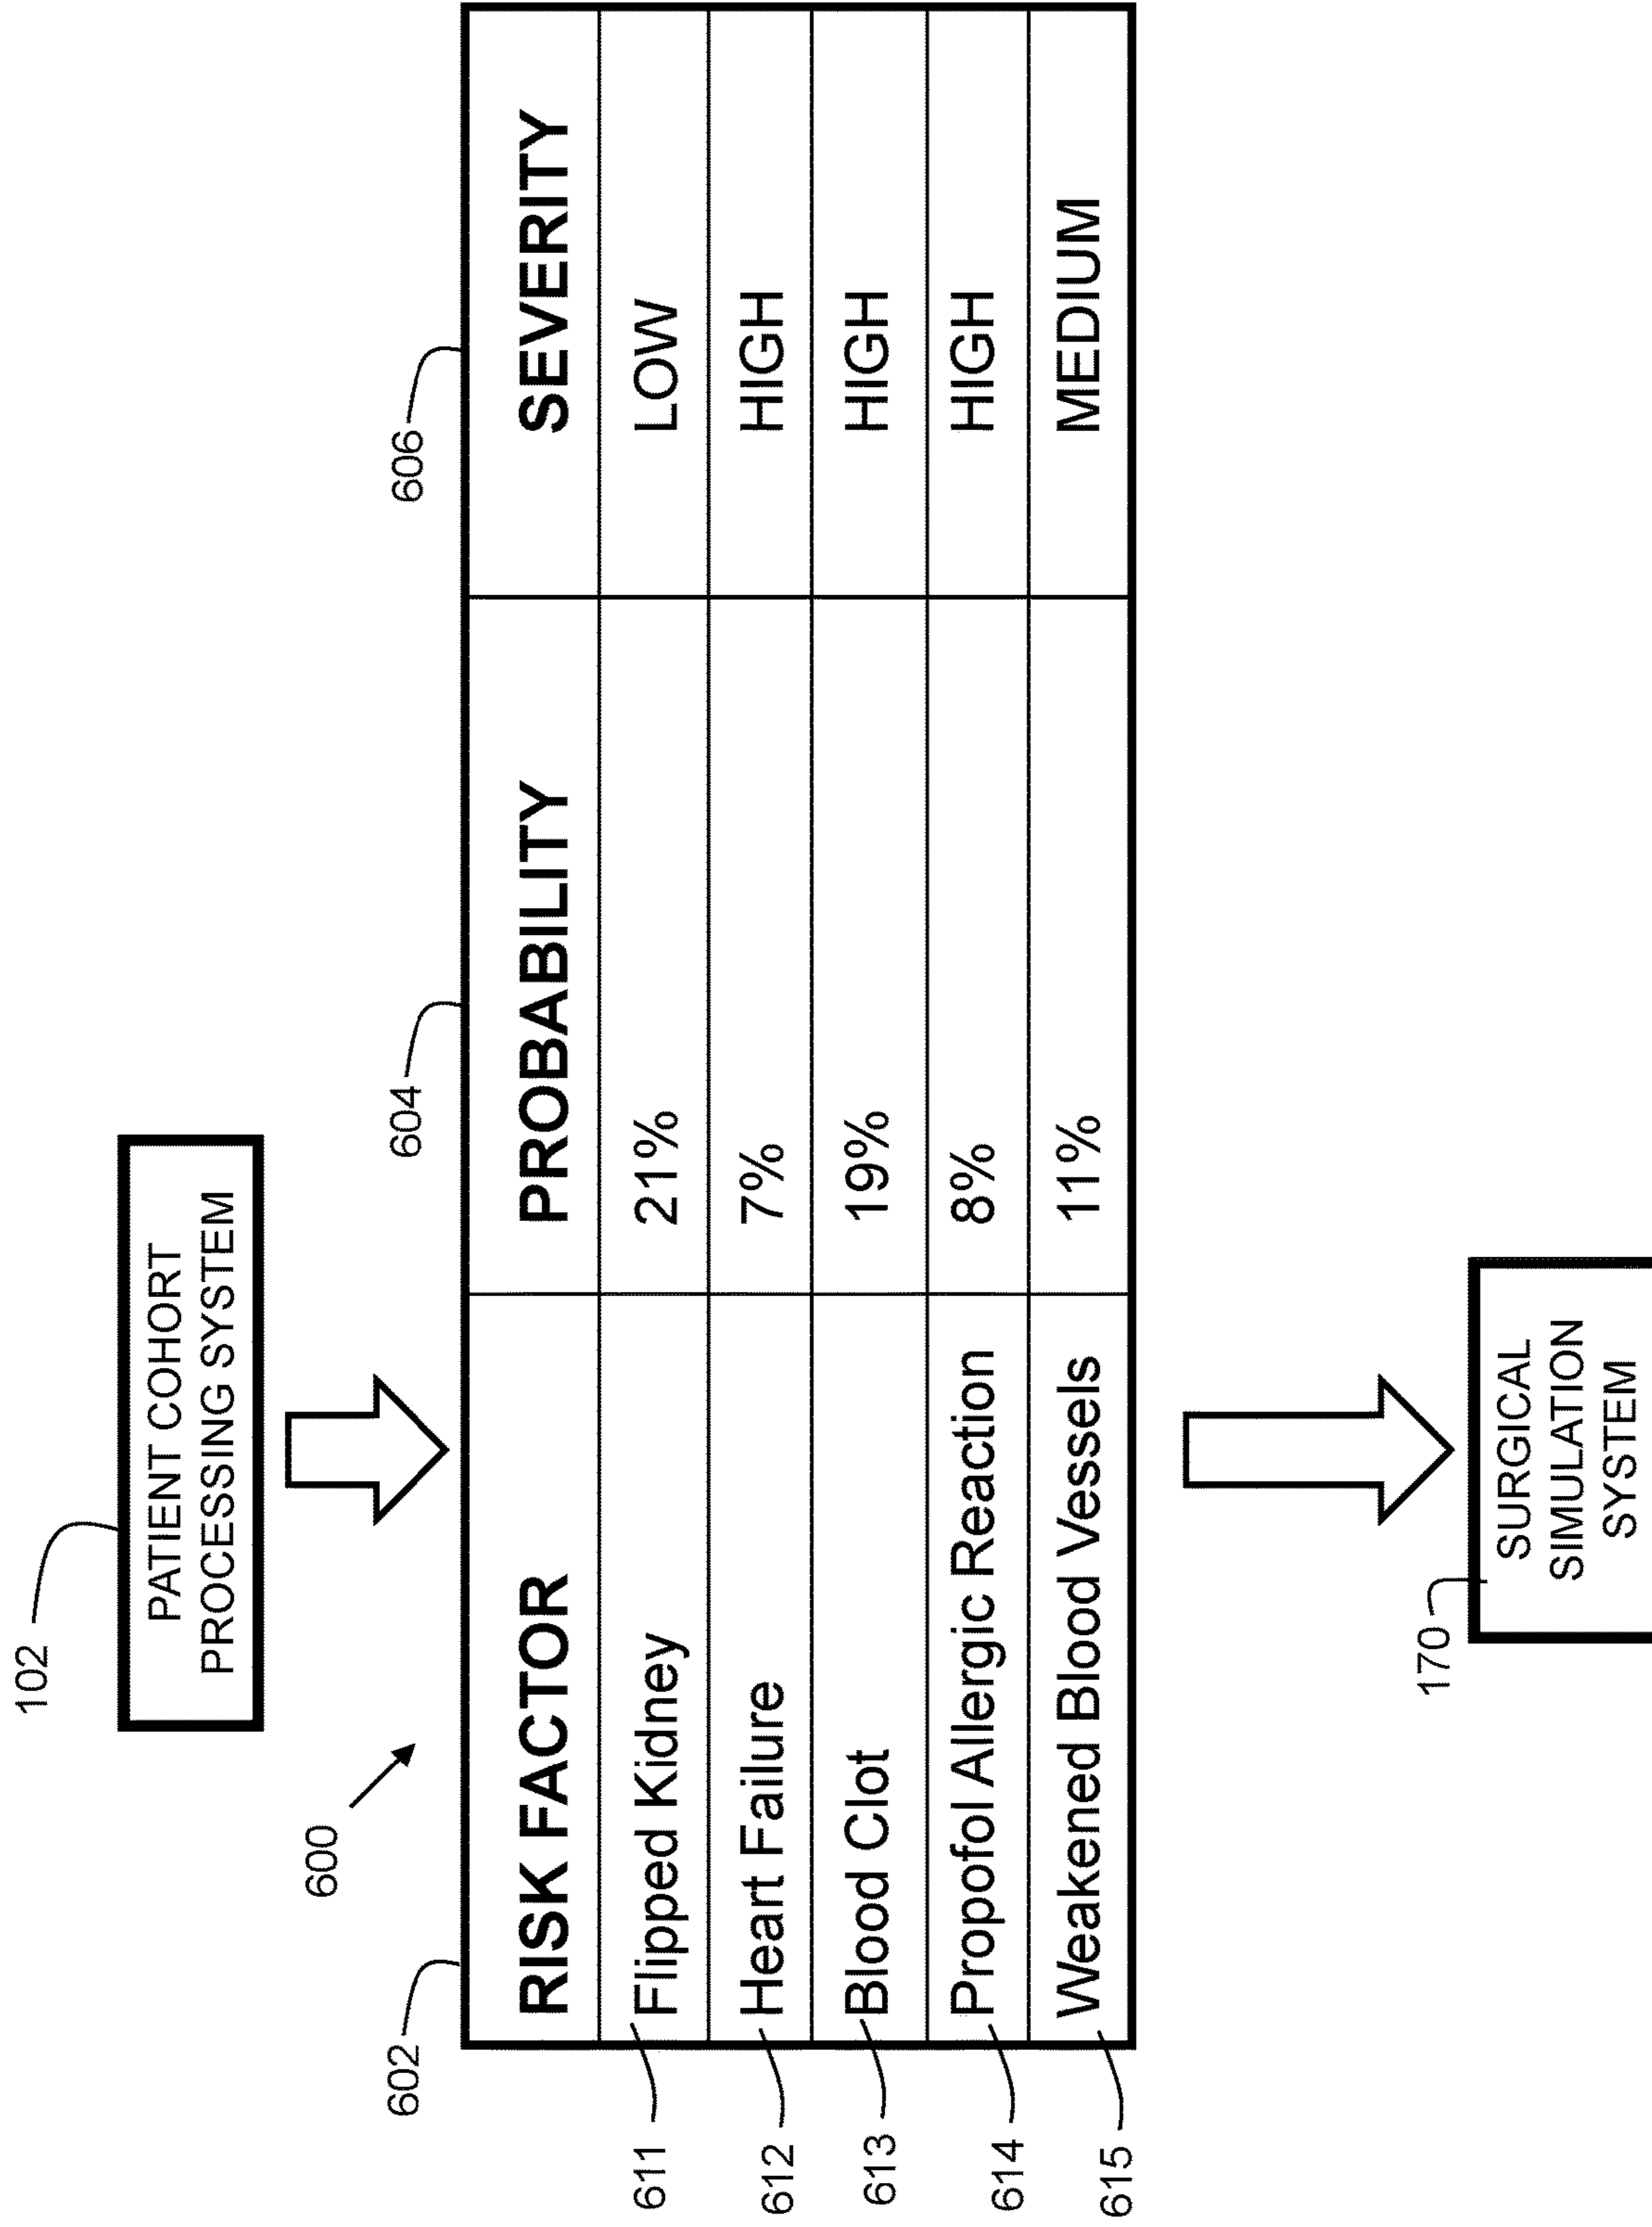 102
PATIENT COHORT
PROCESSING SYSTEM
600
602
604
606
RISK FACTOR PROBABILITY SEVERITY
611 Flipped Kidney 21% LOW
612 Heart Failure 7% HIGH
613 Blood Clot 19% HIGH
614 Propofol Allergic Reaction 8% HIGH
615 Weakened Blood Vessels 11% MEDIUM
170
SURGICAL
SIMULATION
SYSTEM